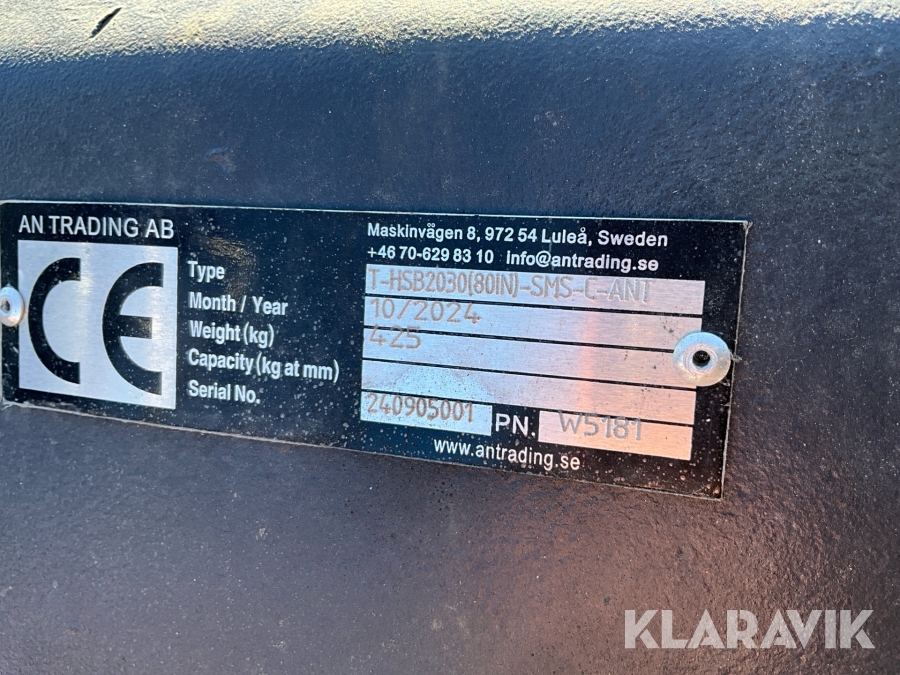 AN TRADING AB
CE
Maskinvägen 8, 972 54 Luleå, Sweden
+46 70-629 83 10 info@antrading.se
Type T-HSB2030(80IN)-SMS-C-ANT
Month / Year 10/2024
Weight (kg) 425
Capacity (kg at mm)
Serial No. 240905001 PN. W5181
www.antrading.se
KLARAVIK